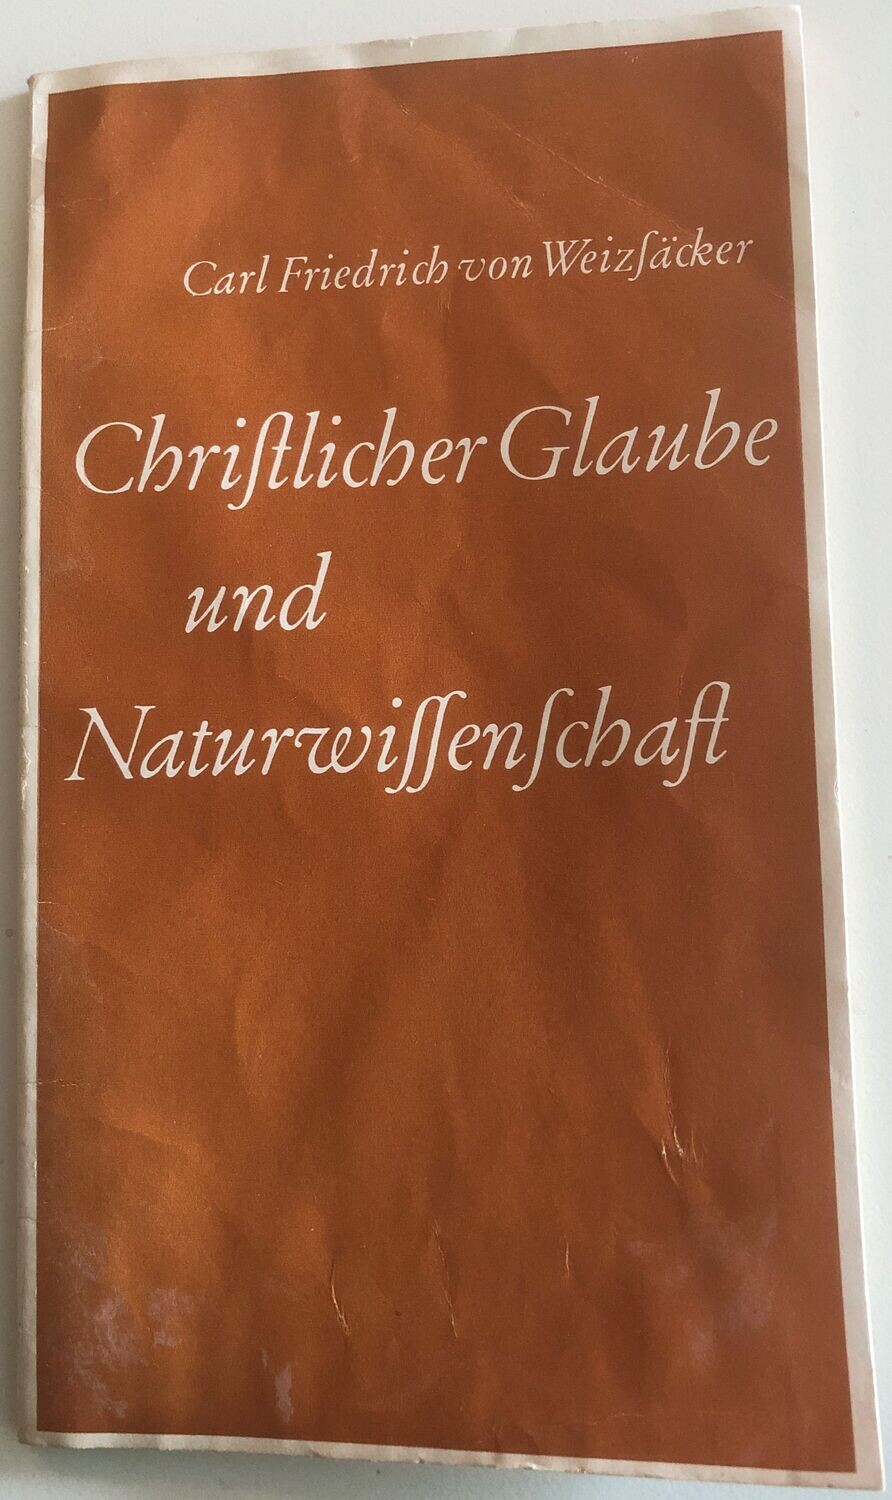 Carl Friedrich von Weizſäcker
Chriſtlicher Glaube
und
Naturwiſſenſchaft